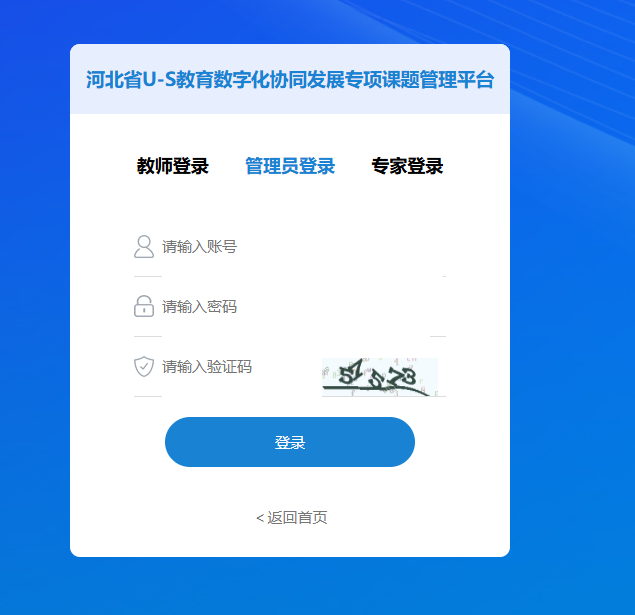 河北省U-S教育数字化协同发展专项课题管理平台
教师登录 管理员登录 专家登录
请输入账号
请输入密码
请输入验证码
登录
< 返回首页